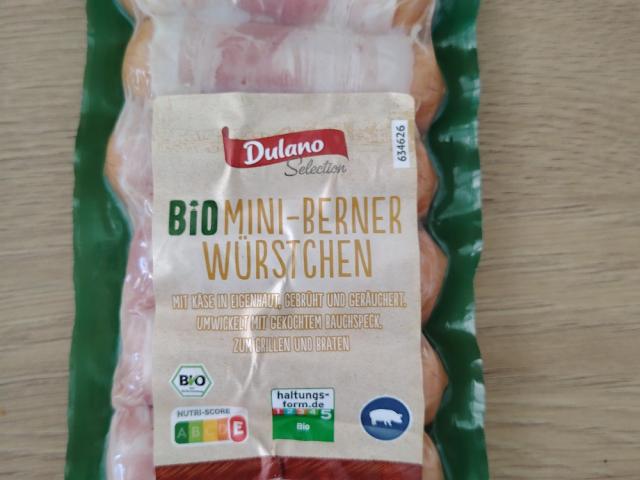 Dulano
Selection
634626
BIO MINI-BERNER
WÜRSTCHEN
MIT KÄSE IN EIGENHAUT, GEBRÜHT UND GERÄUCHERT,
UMWICKELT MIT GEKOCHTEM BAUCHSPECK,
ZUM GRILLEN UND BRATEN
BIO
haltungs-
form.de
1 2 3 4 5
Bio
NUTRI-SCORE
A B C D E